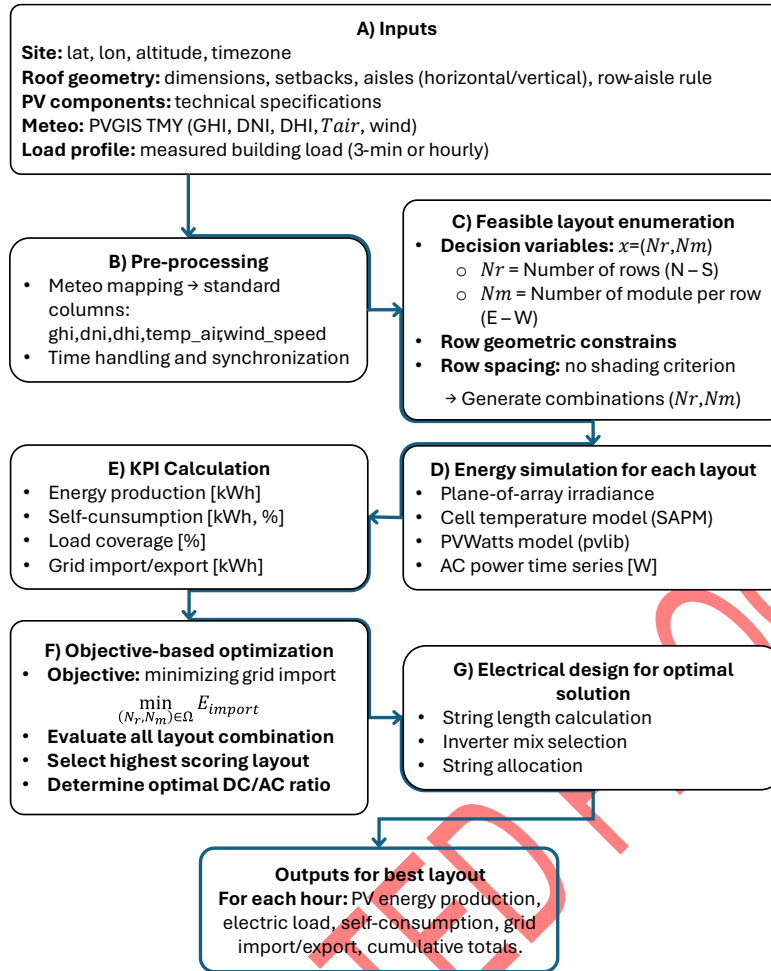 A) Inputs
Site: lat, lon, altitude, timezone
Roof geometry: dimensions, setbacks, aisles (horizontal/vertical), row-aisle rule
PV components: technical specifications
Meteo: PVGIS TMY (GHI, DNI, DHI, Tair, wind)
Load profile: measured building load (3-min or hourly)
B) Pre-processing
• Meteo mapping → standard
columns:
ghi,dni,dhi,temp_air,wind_speed
• Time handling and synchronization
C) Feasible layout enumeration
• Decision variables: x=(Nr,Nm)
o Nr = Number of rows (N – S)
o Nm = Number of module per row
(E – W)
• Row geometric constrains
• Row spacing: no shading criterion
→ Generate combinations (Nr,Nm)
D) Energy simulation for each layout
• Plane-of-array irradiance
• Cell temperature model (SAPM)
• PVWatts model (pvlib)
• AC power time series [W]
E) KPI Calculation
• Energy production [kWh]
• Self-cunsumption [kWh, %]
• Load coverage [%]
• Grid import/export [kWh]
F) Objective-based optimization
• Objective: minimizing grid import
min E_import
(N_r,N_m)∈Ω
• Evaluate all layout combination
• Select highest scoring layout
• Determine optimal DC/AC ratio
G) Electrical design for optimal
solution
• String length calculation
• Inverter mix selection
• String allocation
Outputs for best layout
For each hour: PV energy production,
electric load, self-consumption, grid
import/export, cumulative totals.